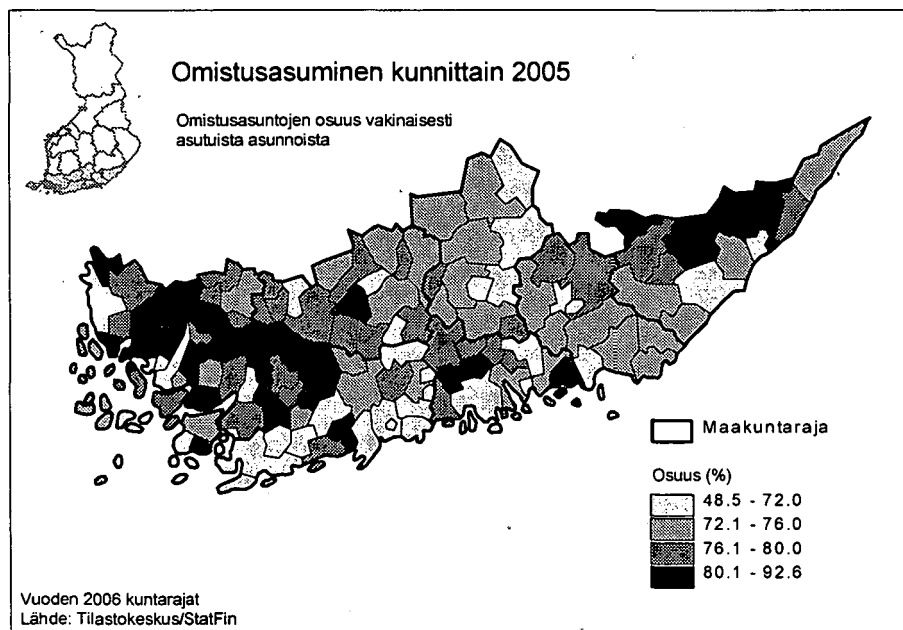 Omistusasuminen kunnittain 2005
Omistusasuntojen osuus vakinaisesti
asutuista asunnoista
Maakuntaraja
Osuus (%)
48.5 - 72.0
72.1 - 76.0
76.1 - 80.0
80.1 - 92.6
Vuoden 2006 kuntarajat
Lähde: Tilastokeskus/StatFin